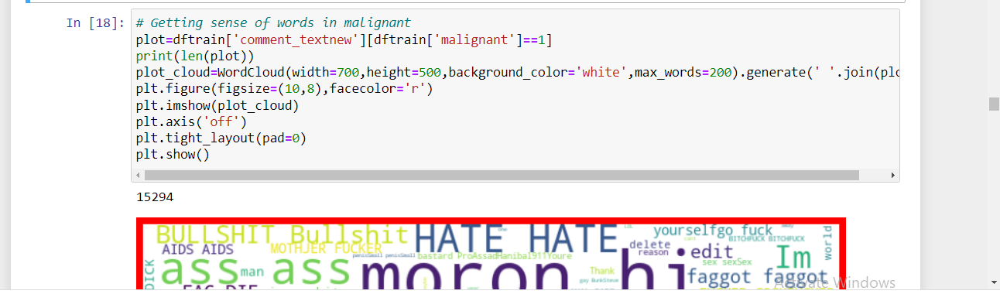 In [18]: # Getting sense of words in malignant
plot=dftrain['comment_textnew'][dftrain['malignant']==1]
print(len(plot))
plot_cloud=WordCloud(width=700,height=500,background_color='white',max_words=200).generate(' '.join(plo
plt.figure(figsize=(10,8),facecolor='r')
plt.imshow(plot_cloud)
plt.axis('off')
plt.tight_layout(pad=0)
plt.show()
15294
BULLSHIT Bullshit
HATE HATE
yourselfgo fuck
BITCHFUCK BITCHFUCK
world
AIDS AIDS
MOTHJER FUCKER
delete
reason
edit
Im
penisSmall penisSmall
bastard ProAssadHanibal911Youre
sex sexSex
DICK
ass man ass
moron
Thank
gay BunkSteve
hi
faggot faggot
FAG DIE
Activate Windows